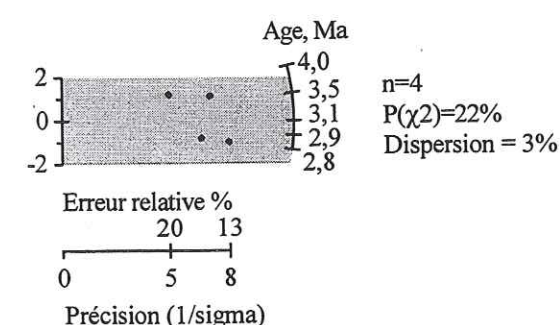 Age, Ma
4,0
3,5
3,1
2,9
2,8
2
0
-2
n=4
P(χ2)=22%
Dispersion = 3%
Erreur relative %
20 13
0 5 8
Précision (1/sigma)